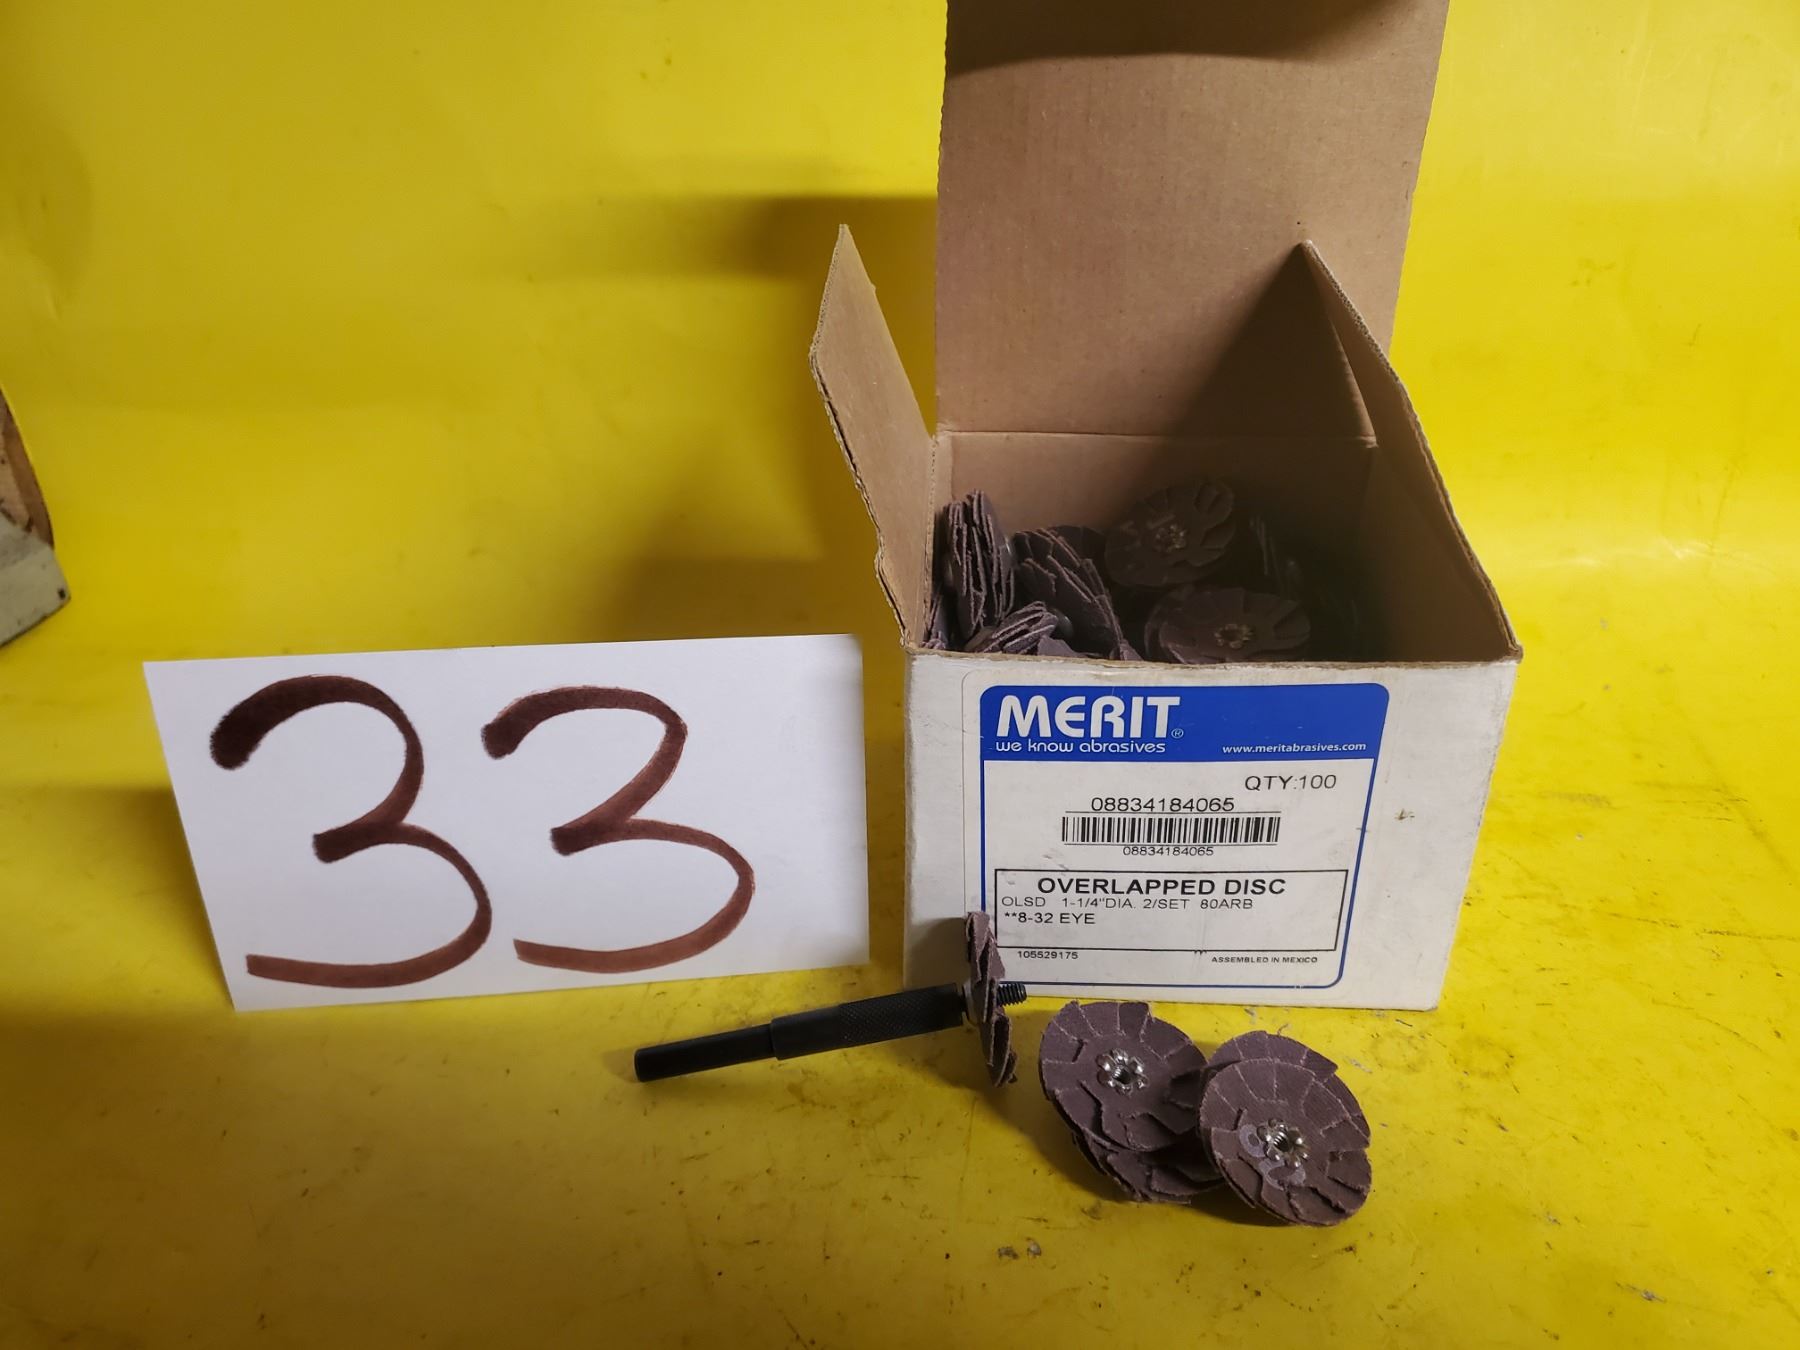 33
MERIT®
we know abrasives
www.meritabrasives.com
QTY:100
08834184065
08834184065
OVERLAPPED DISC
OLSD 1-1/4"DIA. 2/SET 80ARB
**8-32 EYE
105529175
ASSEMBLED IN MEXICO